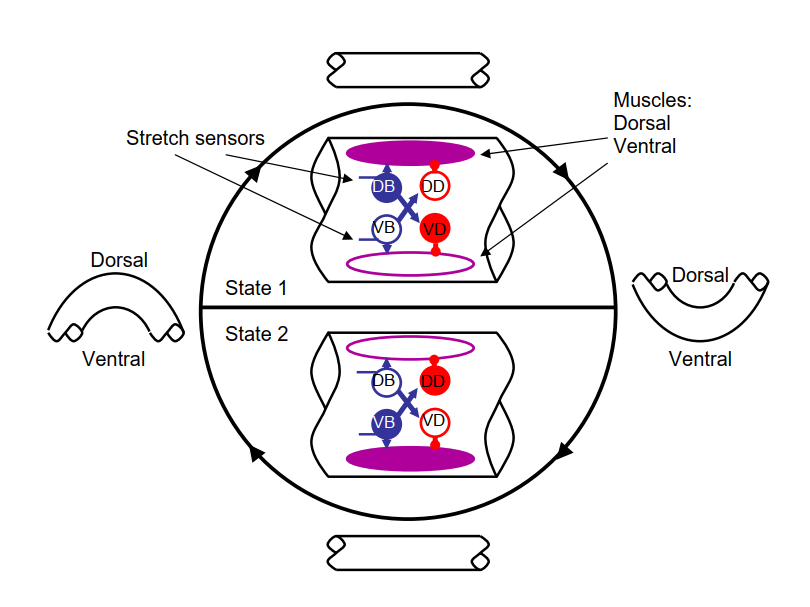 Muscles:
Dorsal
Ventral
Stretch sensors
DB
DD
VB
VD
State 1
Dorsal
Ventral
Dorsal
Ventral
State 2
DB
DD
VB
VD